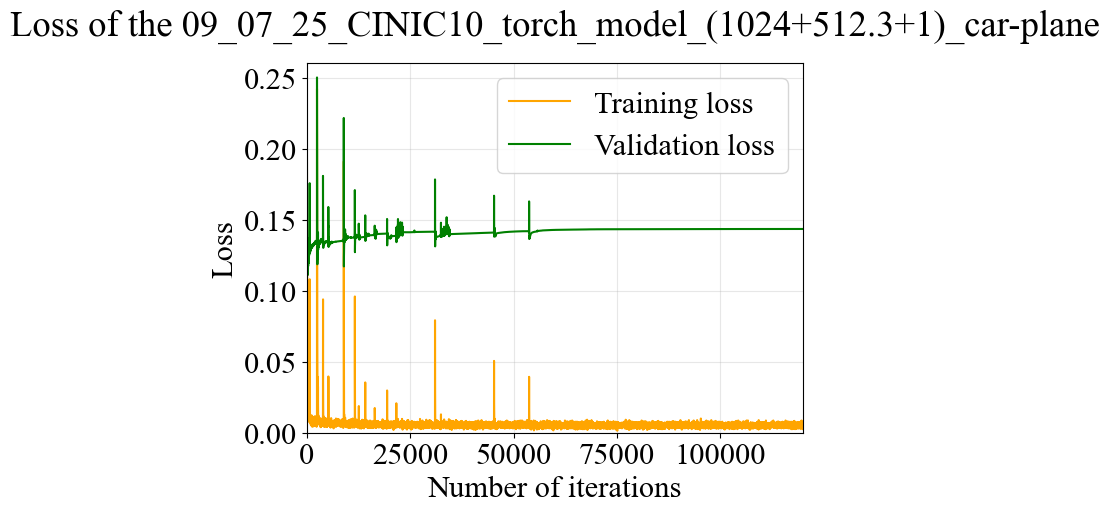 Loss of the 09_07_25_CINIC10_torch_model_(1024+512.3+1)_car-plane
0.25
0.20
0.15
0.10
0.05
0.00
Loss
Training loss
Validation loss
0 25000 50000 75000 100000
Number of iterations